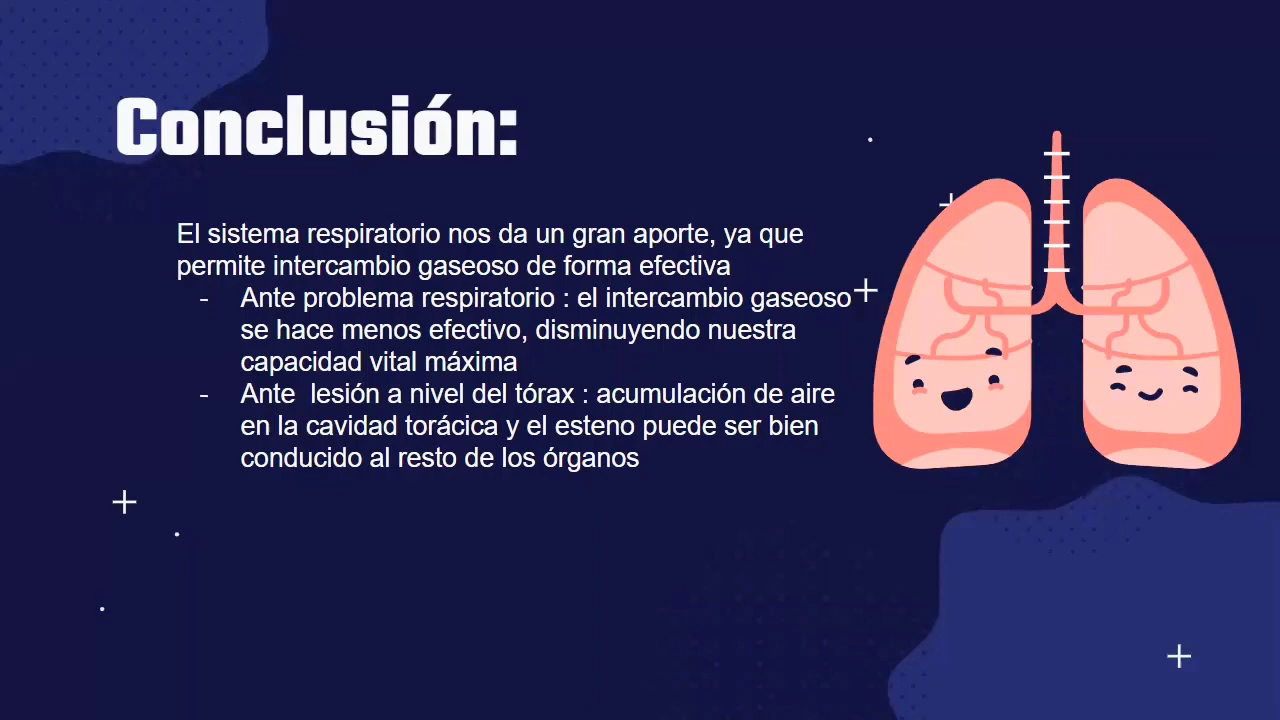 Conclusión:
El sistema respiratorio nos da un gran aporte, ya que
permite intercambio gaseoso de forma efectiva
- Ante problema respiratorio : el intercambio gaseoso
se hace menos efectivo, disminuyendo nuestra
capacidad vital máxima
- Ante  lesión a nivel del tórax : acumulación de aire
en la cavidad torácica y el esteno puede ser bien
conducido al resto de los órganos